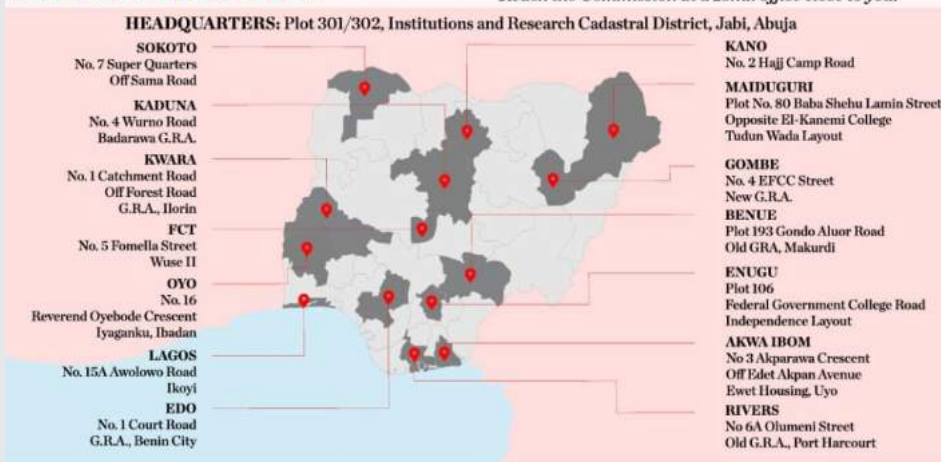 HEADQUARTERS: Plot 301/302, Institutions and Research Cadastral District, Jabi, Abuja
SOKOTO
No. 7 Super Quarters
Off Sama Road
KADUNA
No. 4 Wurno Road
Badarawa G.R.A.
KWARA
No. 1 Catchment Road
Off Forest Road
G.R.A., Ilorin
FCT
No. 5 Fomella Street
Wuse II
OYO
No. 16
Reverend Oyebode Crescent
Iyaganku, Ibadan
LAGOS
No. 15A Awolowo Road
Ikoyi
EDO
No. 1 Court Road
G.R.A., Benin City
KANO
No. 2 Hajj Camp Road
MAIDUGURI
Plot No. 80 Baba Shehu Lamin Street
Opposite El-Kanemi College
Tudun Wada Layout
GOMBE
No. 4 EFCC Street
New G.R.A.
BENUE
Plot 193 Gondo Aluor Road
Old GRA, Makurdi
ENUGU
Plot 106
Federal Government College Road
Independence Layout
AKWA IBOM
No 3 Akparawa Crescent
Off Edet Akpan Avenue
Ewet Housing, Uyo
RIVERS
No 6A Olumeni Street
Old G.R.A., Port Harcourt